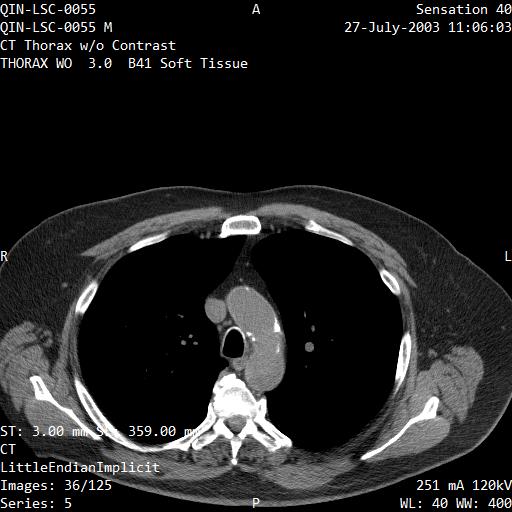 QIN-LSC-0055 A Sensation 40
QIN-LSC-0055 M 27-July-2003 11:06:03
CT Thorax w/o Contrast
THORAX WO 3.0 B41 Soft Tissue
R L
ST: 3.00 mm SL: 359.00 mm
CT
LittleEndianImplicit
Images: 36/125 251 mA 120kV
Series: 5 P WL: 40 WW: 400